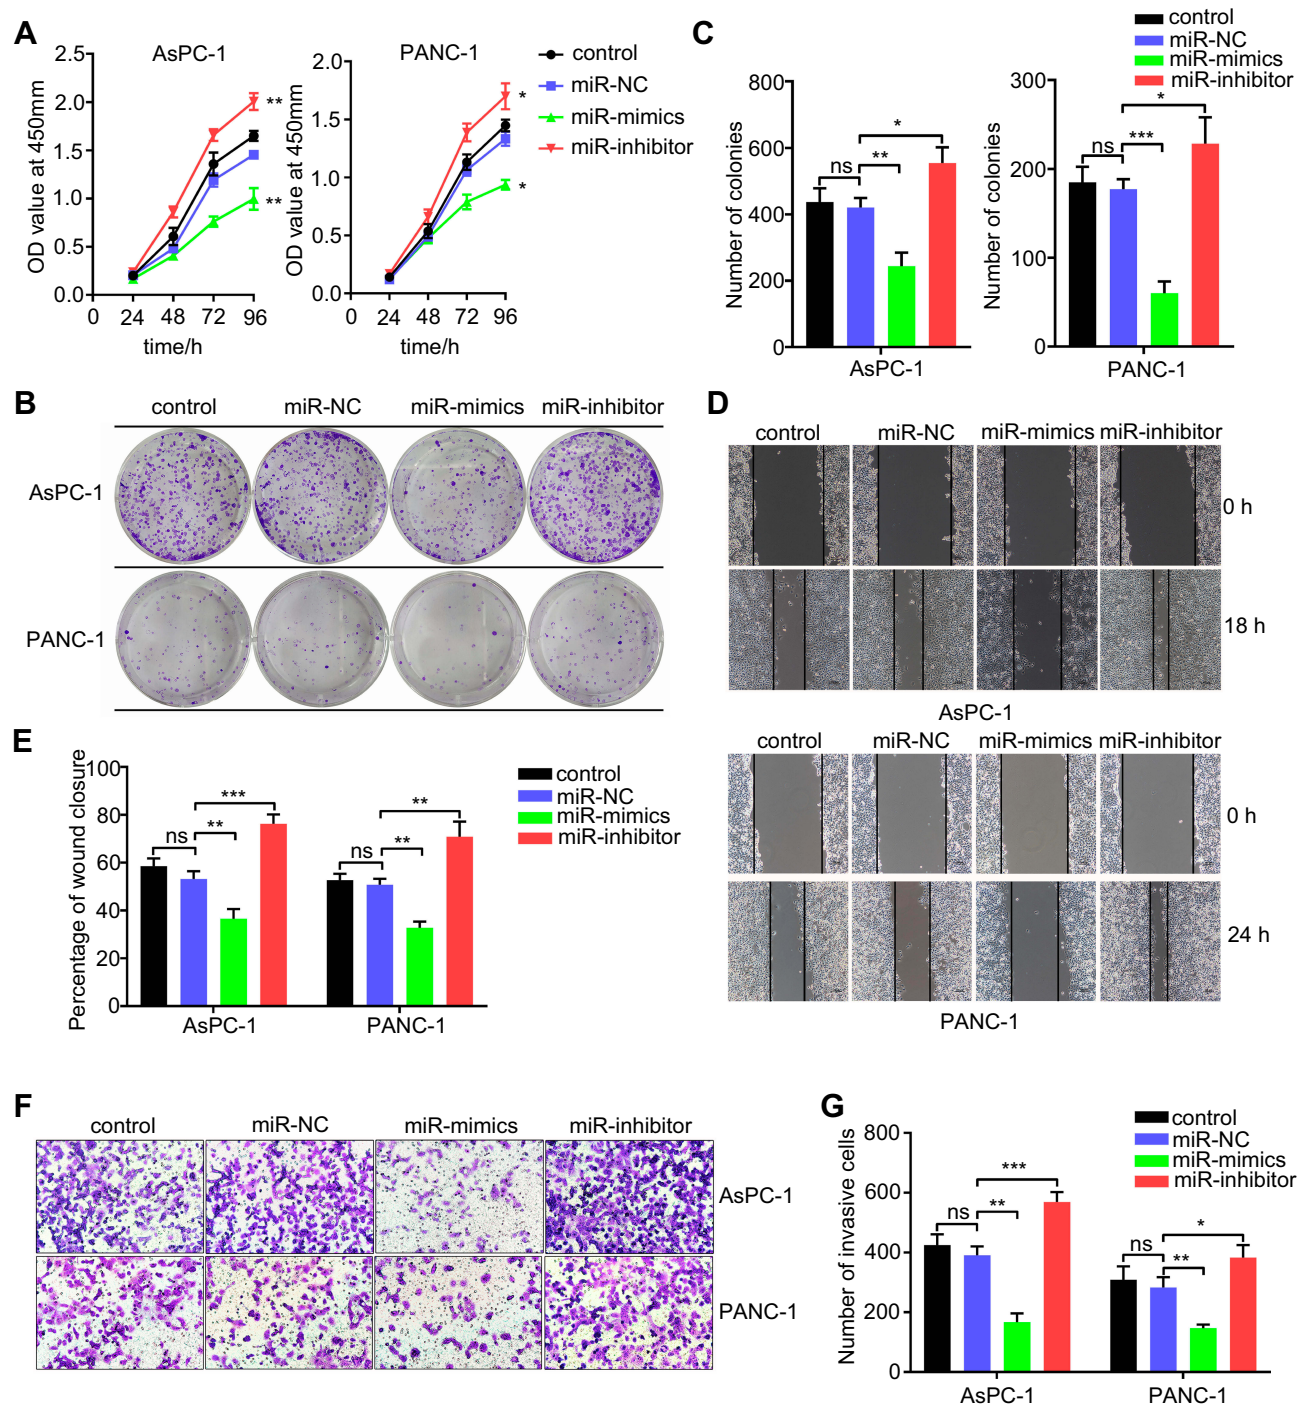 A
AsPC-1
OD value at 450mm
2.5
2.0
1.5
1.0
0.5
0.0
0 24 48 72 96
time/h
**
**
PANC-1
OD value at 450mm
2.0
1.5
1.0
0.5
0.0
0 24 48 72 96
time/h
*
*
control
miR-NC
miR-mimics
miR-inhibitor
C
control
miR-NC
miR-mimics
miR-inhibitor
Number of colonies
800
600
400
200
0
ns
**
*
AsPC-1
Number of colonies
300
200
100
0
ns
***
*
PANC-1
B
control miR-NC miR-mimics miR-inhibitor
AsPC-1
PANC-1
D
control miR-NC miR-mimics miR-inhibitor
0 h
18 h
AsPC-1
control miR-NC miR-mimics miR-inhibitor
0 h
24 h
PANC-1
E
Percentage of wound closure
100
80
60
40
20
0
ns
**
***
ns
**
**
AsPC-1 PANC-1
control
miR-NC
miR-mimics
miR-inhibitor
F
control miR-NC miR-mimics miR-inhibitor
AsPC-1
PANC-1
G
control
miR-NC
miR-mimics
miR-inhibitor
Number of invasive cells
800
600
400
200
0
ns
**
***
ns
**
*
AsPC-1 PANC-1